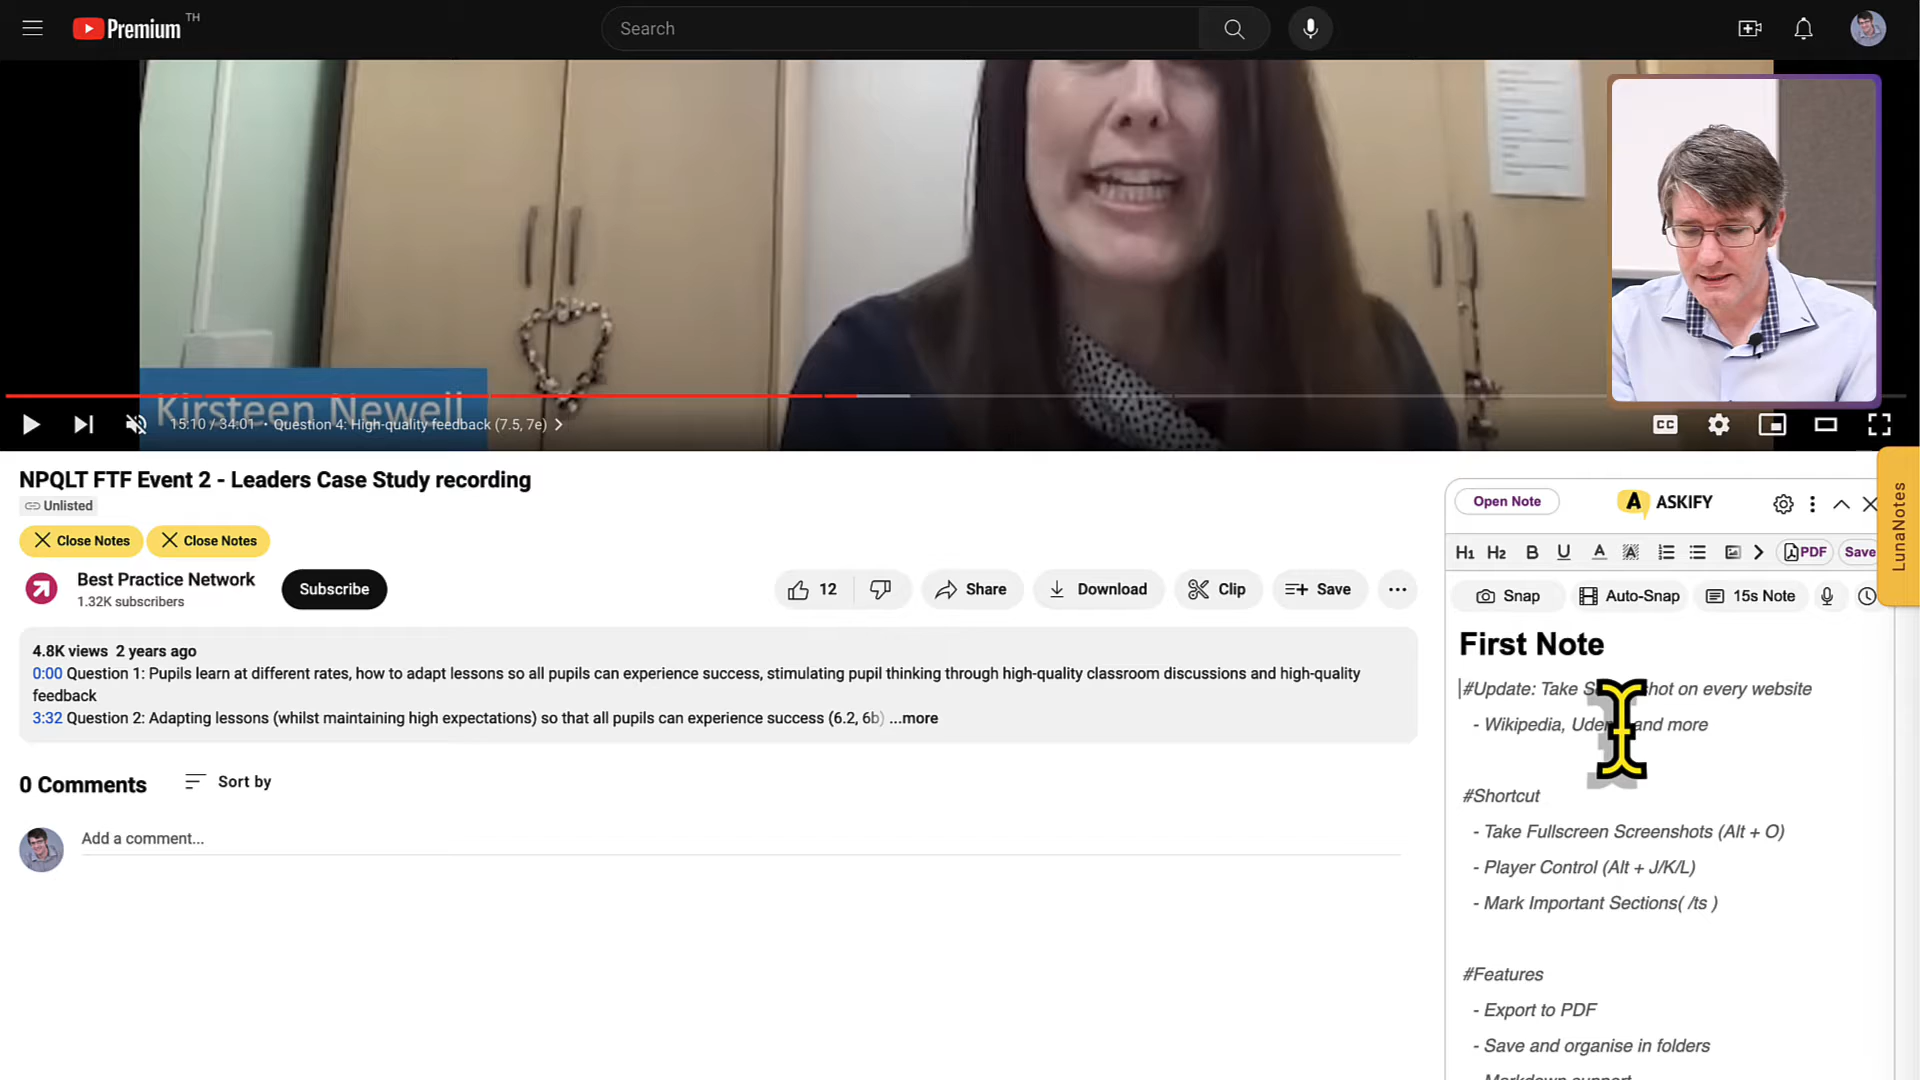 Premium TH
Search
Kirsteen Newell
15:10 / 34:01 • Question 4: High-quality feedback (7.5, 7e)
CC
NPQLT FTF Event 2 - Leaders Case Study recording
Unlisted
Close Notes
Close Notes
Best Practice Network
1.32K subscribers
Subscribe
12
Share
Download
Clip
Save
4.8K views 2 years ago
0:00 Question 1: Pupils learn at different rates, how to adapt lessons so all pupils can experience success, stimulating pupil thinking through high-quality classroom discussions and high-quality
feedback
3:32 Question 2: Adapting lessons (whilst maintaining high expectations) so that all pupils can experience success (6.2, 6b) ...more
0 Comments
Sort by
Add a comment...
Open Note
A ASKIFY
LunaNotes
H1 H2 B U A A PDF Save
Snap
Auto-Snap
15s Note
First Note
#Update: Take on every website
- Wikipedia, and more
#Shortcut
- Take Fullscreen Screenshots (Alt + O)
- Player Control (Alt + J/K/L)
- Mark Important Sections( /ts )
#Features
- Export to PDF
- Save and organise in folders